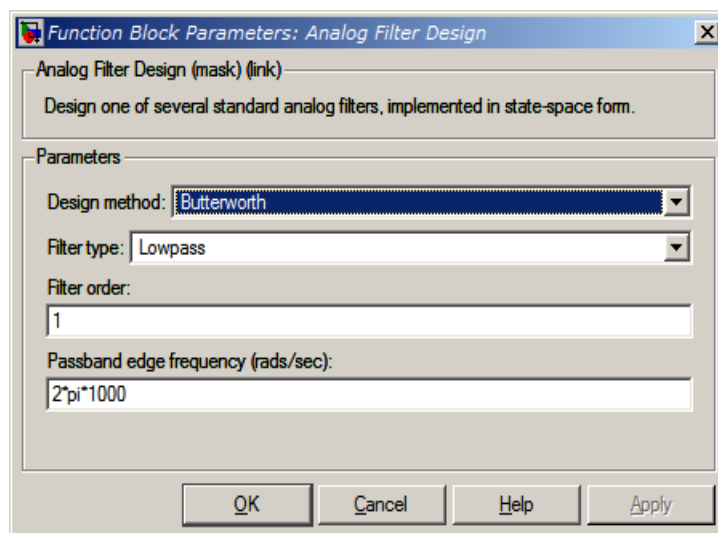 Function Block Parameters: Analog Filter Design
Analog Filter Design (mask) (link)
Design one of several standard analog filters, implemented in state-space form.
Parameters
Design method: Butterworth
Filter type: Lowpass
Filter order:
1
Passband edge frequency (rads/sec):
2*pi*1000
OK Cancel Help Apply